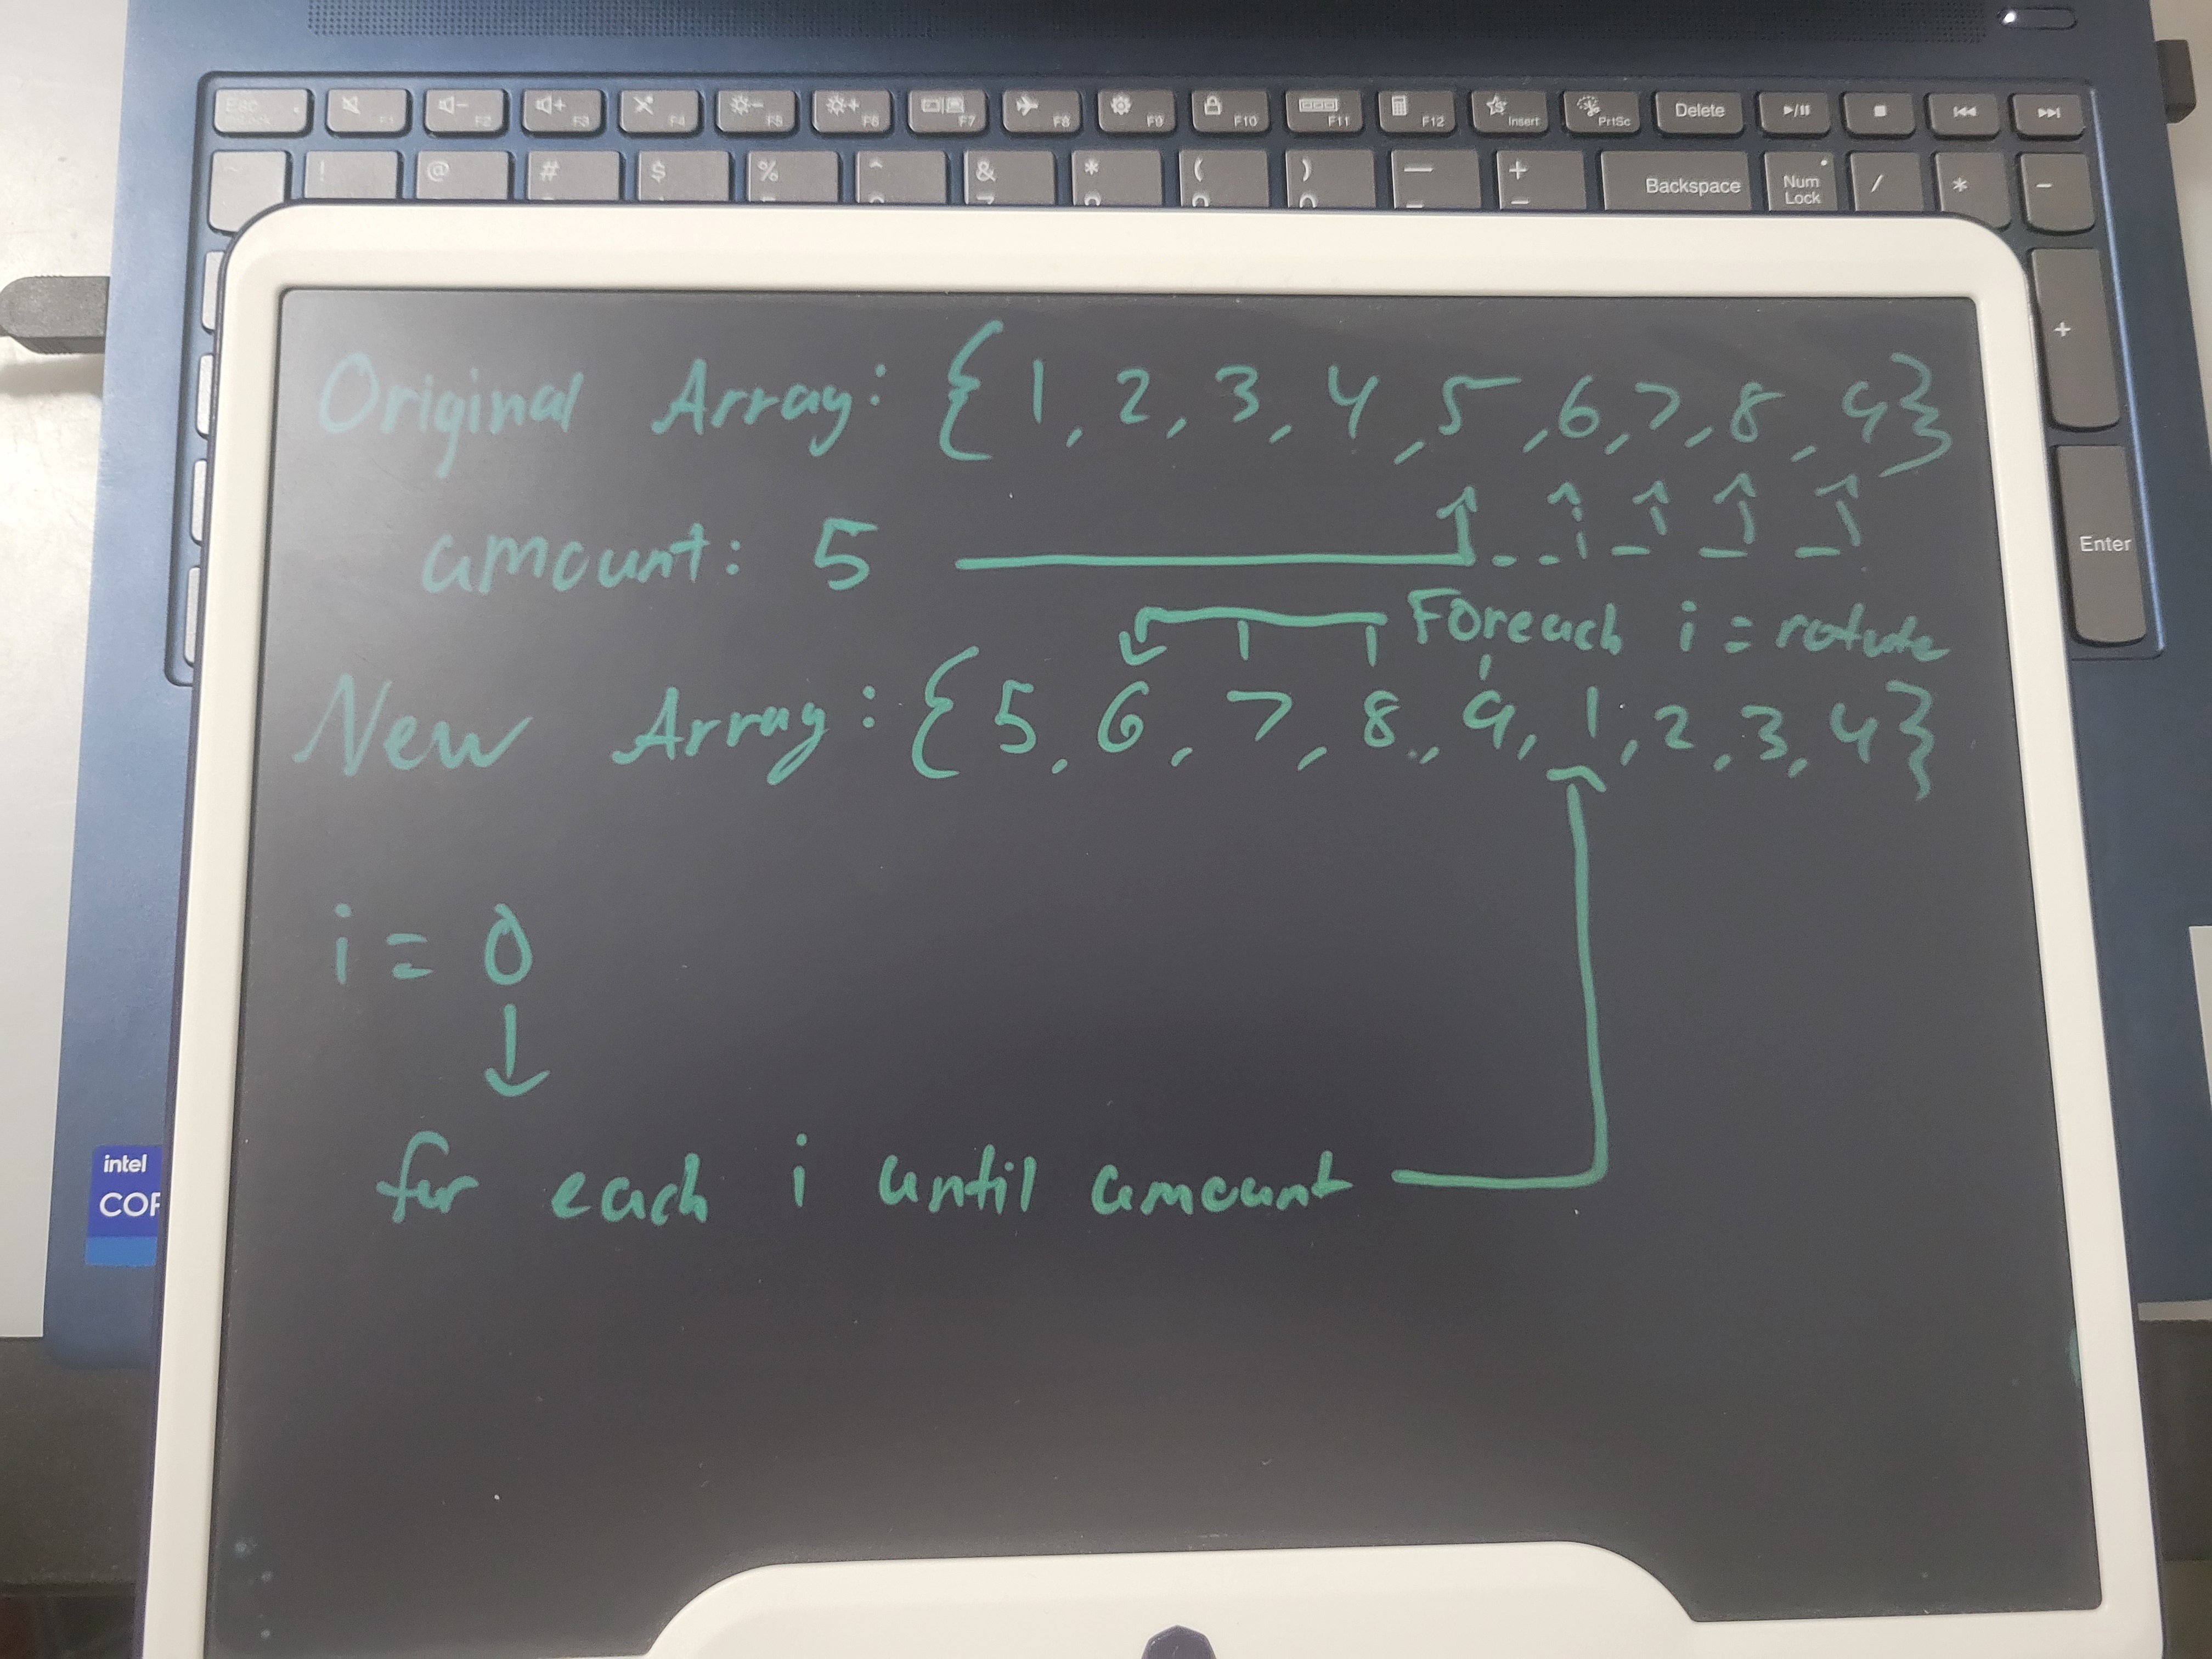 Esc F1 F2 F3 F4 F5 F6 F7 F8 F9 F10 F11 F12 Insert PrtSc Delete
~ ! @ # $ % ^ & * ( ) — + Backspace Num Lock / * -
+
Enter
Original Array: {1, 2, 3, 4, 5, 6, 7, 8, 9}
amount: 5
Foreach i = rotate
New Array: {5, 6, 7, 8, 9, 1, 2, 3, 4}
i = 0
for each i until amount
intel
COR